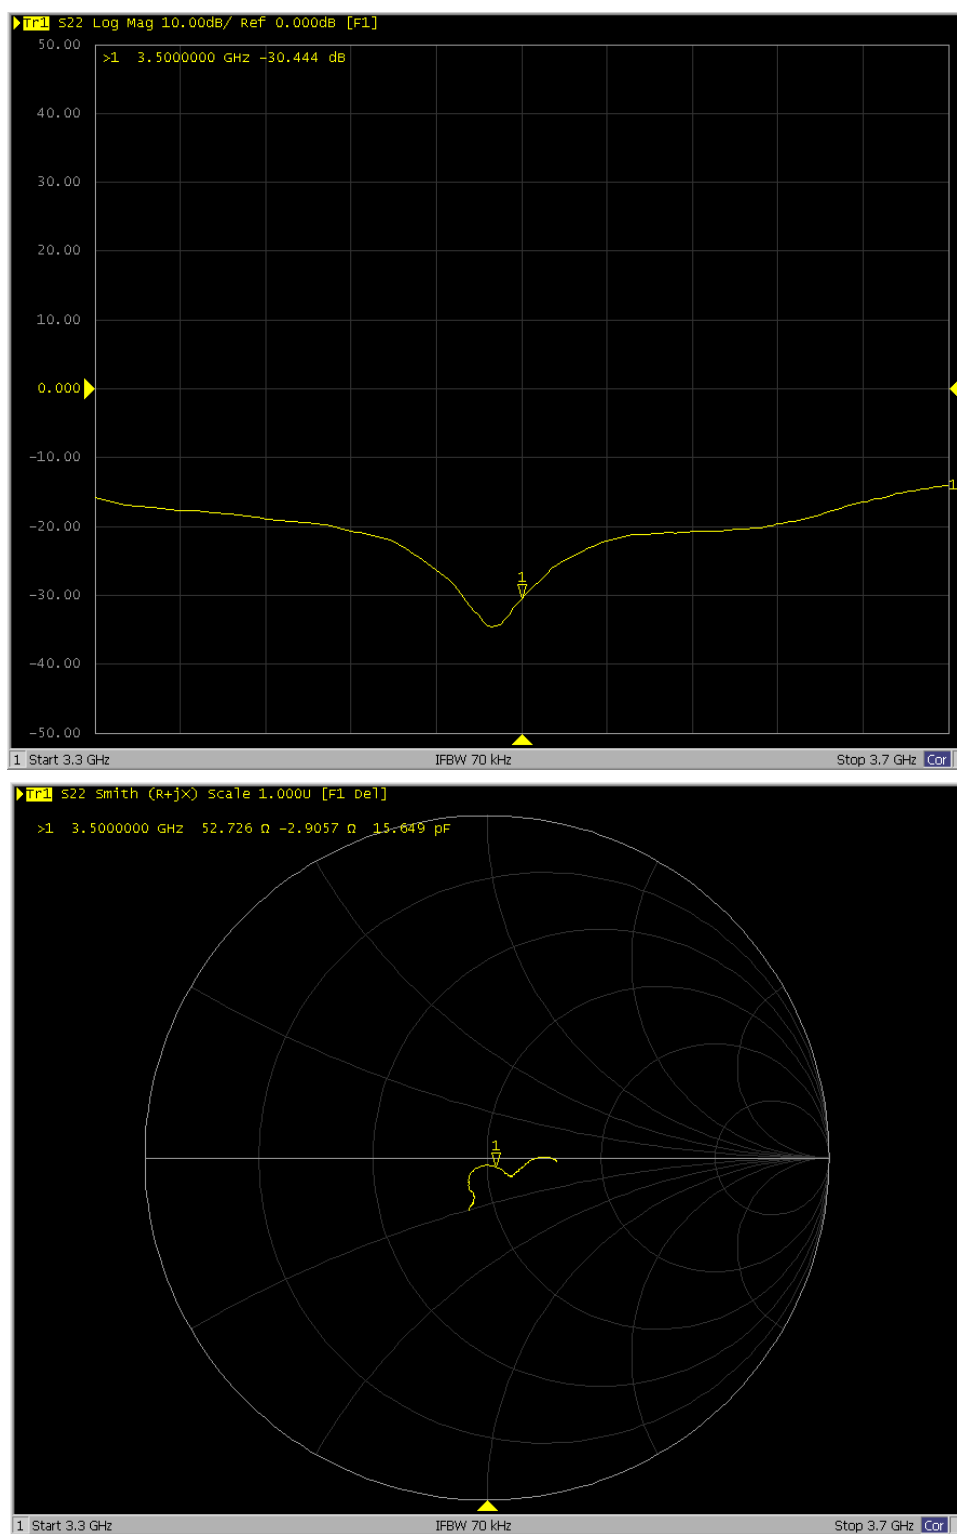 Tr1 S22 Log Mag 10.00dB/ Ref 0.000dB [F1]
50.00
>1 3.5000000 GHz -30.444 dB
40.00
30.00
20.00
10.00
0.000
-10.00
1
-20.00
1
-30.00
-40.00
-50.00
1 Start 3.3 GHz IFBW 70 kHz Stop 3.7 GHz Cor
Tr1 S22 Smith (R+jX) Scale 1.000U [F1 Del]
>1 3.5000000 GHz 52.726 Ω -2.9057 Ω 15.649 pF
1
1 Start 3.3 GHz IFBW 70 kHz Stop 3.7 GHz Cor